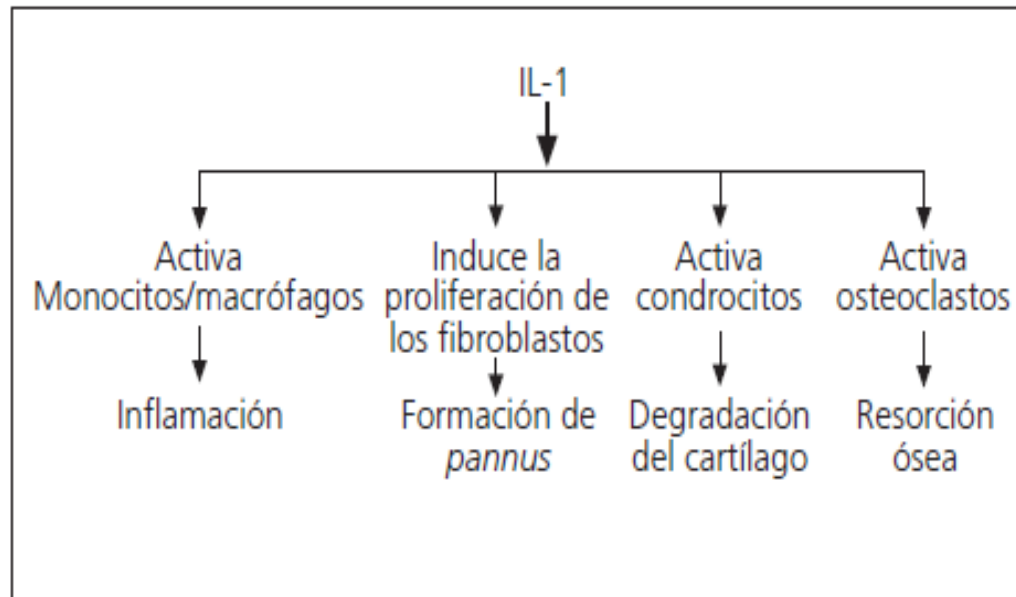 IL-1
Activa
Monocitos/macrófagos
Inflamación
Induce la
proliferación de
los fibroblastos
Formación de
pannus
Activa
condrocitos
Degradación
del cartílago
Activa
osteoclastos
Resorción
ósea